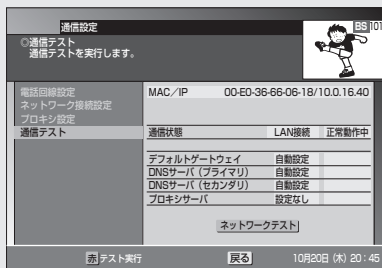 通信設定
BS 101
◎通信テスト
通信テストを実行します。
電話回線設定
ネットワーク接続設定
プロキシ設定
通信テスト
MAC/IP 00-E0-36-66-06-18/10.0.16.40
通信状態 LAN接続 正常動作中
デフォルトゲートウェイ 自動設定
DNSサーバ (プライマリ) 自動設定
DNSサーバ (セカンダリ) 自動設定
プロキシサーバ 設定なし
ネットワークテスト
赤 テスト実行 戻る 10月20日 (木) 20:45